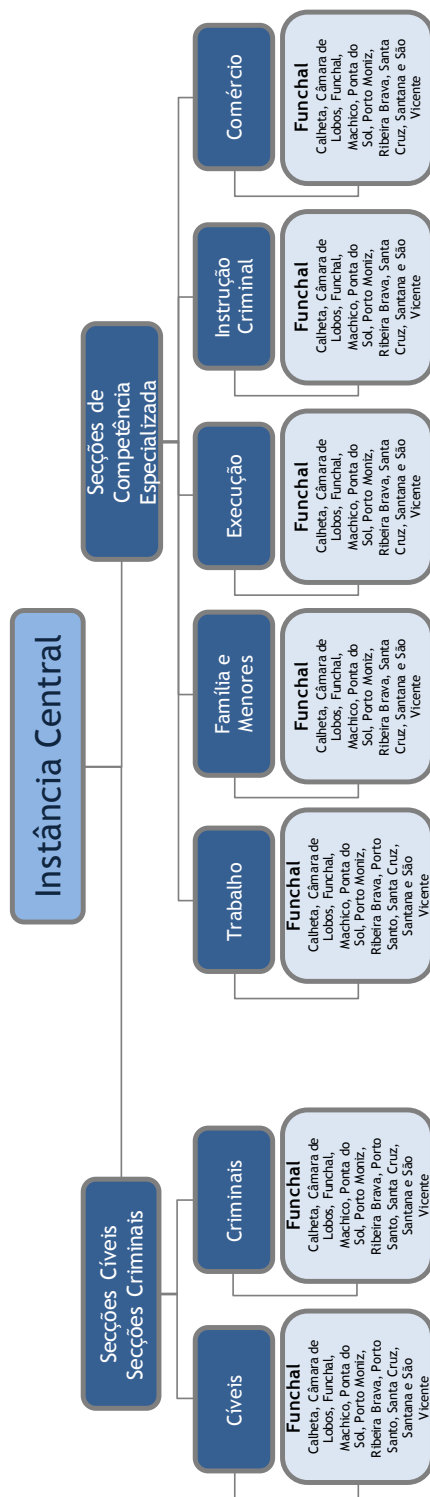 Instância Central
Secções Cíveis
Secções Criminais
Cíveis
Funchal
Calheta, Câmara de
Lobos, Funchal,
Machico, Ponta do
Sol, Porto Moniz,
Ribeira Brava, Porto
Santo, Santa Cruz,
Santana e São
Vicente
Criminais
Funchal
Calheta, Câmara de
Lobos, Funchal,
Machico, Ponta do
Sol, Porto Moniz,
Ribeira Brava, Porto
Santo, Santa Cruz,
Santana e São
Vicente
Secções de
Competência
Especializada
Trabalho
Funchal
Calheta, Câmara de
Lobos, Funchal,
Machico, Ponta do
Sol, Porto Moniz,
Ribeira Brava, Porto
Santo, Santa Cruz,
Santana e São
Vicente
Família e
Menores
Funchal
Calheta, Câmara de
Lobos, Funchal,
Machico, Ponta do
Sol, Porto Moniz,
Ribeira Brava, Santa
Cruz, Santana e São
Vicente
Execução
Funchal
Calheta, Câmara de
Lobos, Funchal,
Machico, Ponta do
Sol, Porto Moniz,
Ribeira Brava, Santa
Cruz, Santana e São
Vicente
Instrução
Criminal
Funchal
Calheta, Câmara de
Lobos, Funchal,
Machico, Ponta do
Sol, Porto Moniz,
Ribeira Brava, Santa
Cruz, Santana e São
Vicente
Comércio
Funchal
Calheta, Câmara de
Lobos, Funchal,
Machico, Ponta do
Sol, Porto Moniz,
Ribeira Brava, Santa
Cruz, Santana e São
Vicente